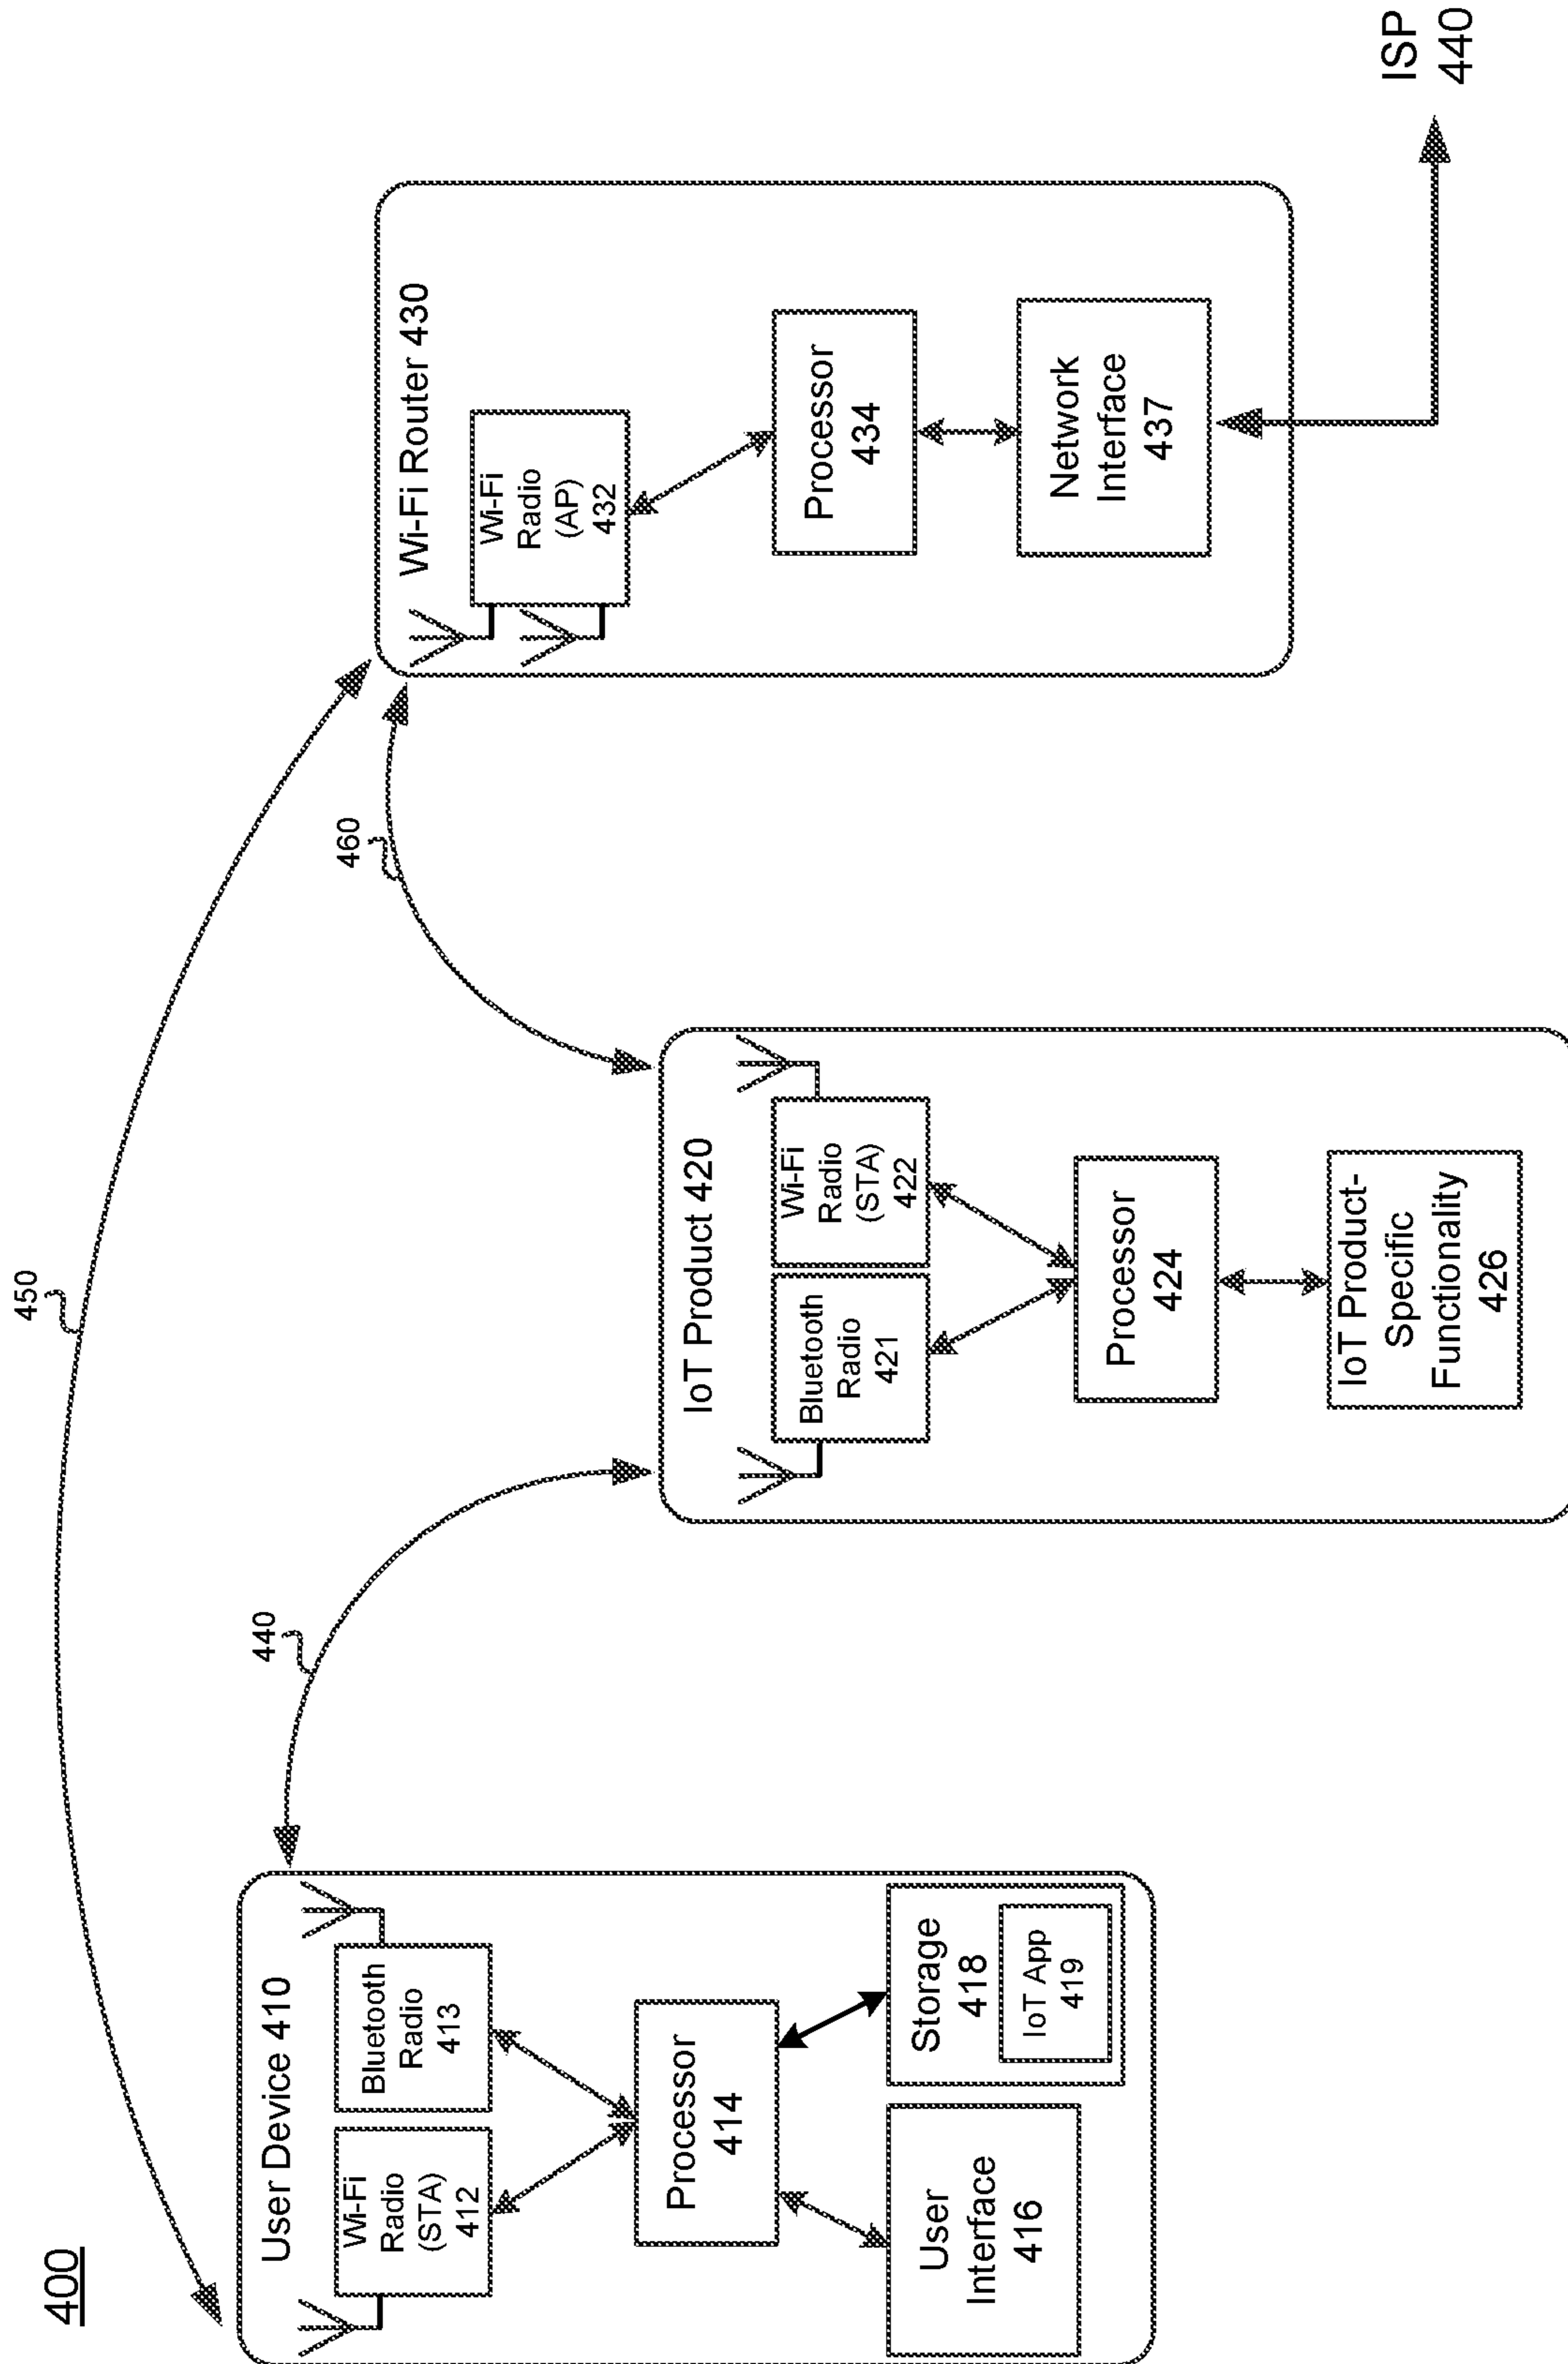 400
450
440
460
User Device 410
Wi-Fi
Radio
(STA)
412
Bluetooth
Radio
413
Processor
414
User
Interface
416
Storage
418
IoT App
419
IoT Product 420
Bluetooth
Radio
421
Wi-Fi
Radio
(STA)
422
Processor
424
IoT Product-
Specific
Functionality
426
Wi-Fi Router 430
Wi-Fi
Radio
(AP)
432
Processor
434
Network
Interface
437
ISP
440